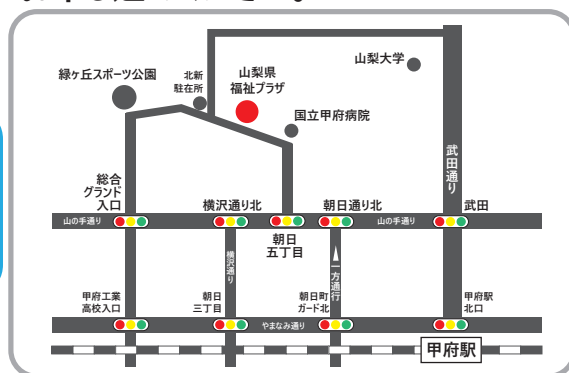 山梨大学
緑ヶ丘スポーツ公園
北新
駐在所
山梨県
福祉プラザ
国立甲府病院
武田通り
総合
グランド
入口
横沢通り北
朝日通り北
武田
山の手通り
山の手通り
朝日
五丁目
横沢通り
一方通行
甲府工業
高校入口
朝日
三丁目
朝日町
ガード北
甲府駅
北口
やまなみ通り
甲府駅